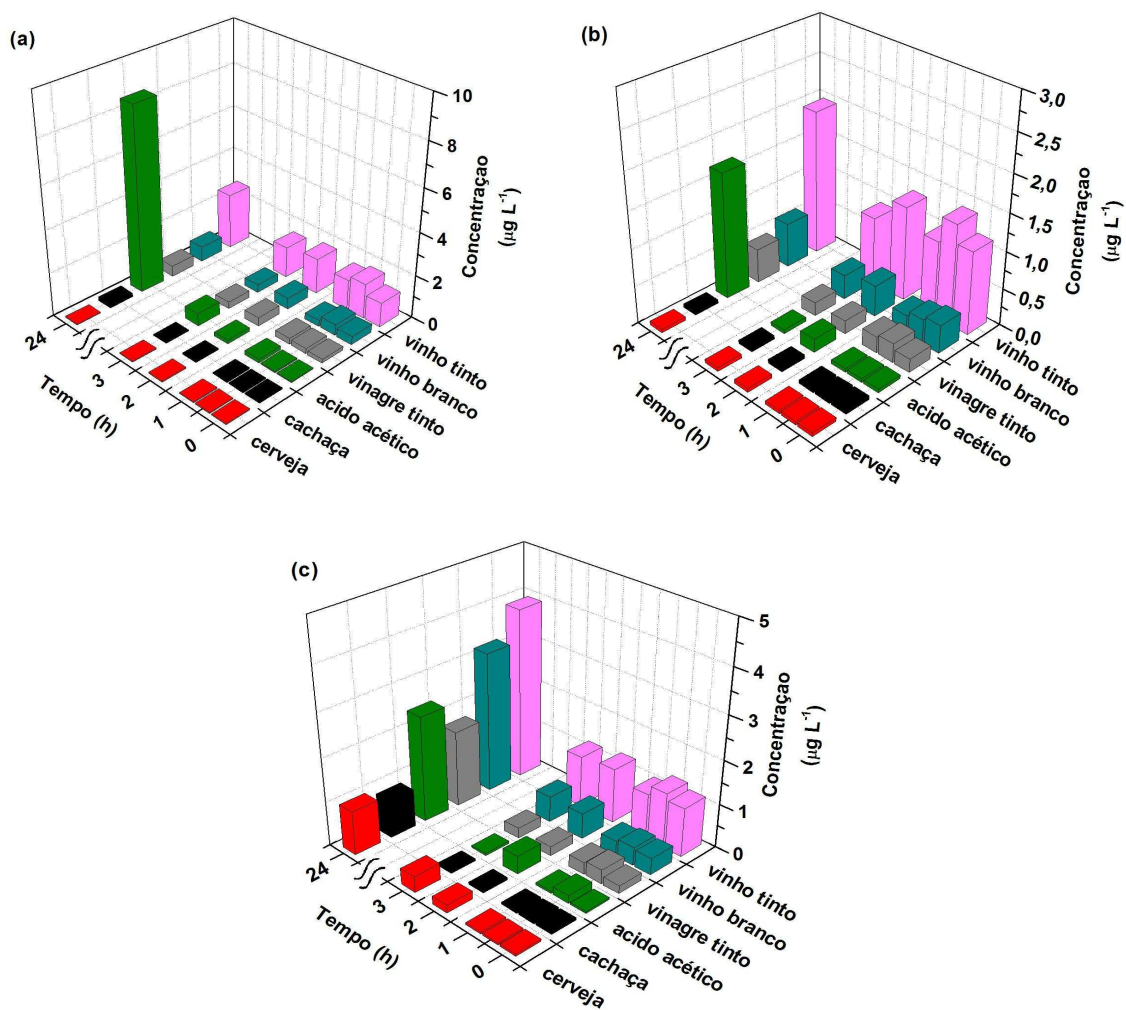 (a)
10
8
6
4
2
0
Concentraçao
(µg L-1)
24
3
2
1
0
Tempo (h)
vinho tinto
vinho branco
vinagre tinto
acido acético
cachaça
cerveja
(b)
3,0
2,5
2,0
1,5
1,0
0,5
0,0
Concentraçao
(µg L-1)
24
3
2
1
0
Tempo (h)
vinho tinto
vinho branco
vinagre tinto
acido acético
cachaça
cerveja
(c)
5
4
3
2
1
0
Concentraçao
(µg L-1)
24
3
2
1
0
Tempo (h)
vinho tinto
vinho branco
vinagre tinto
acido acético
cachaça
cerveja